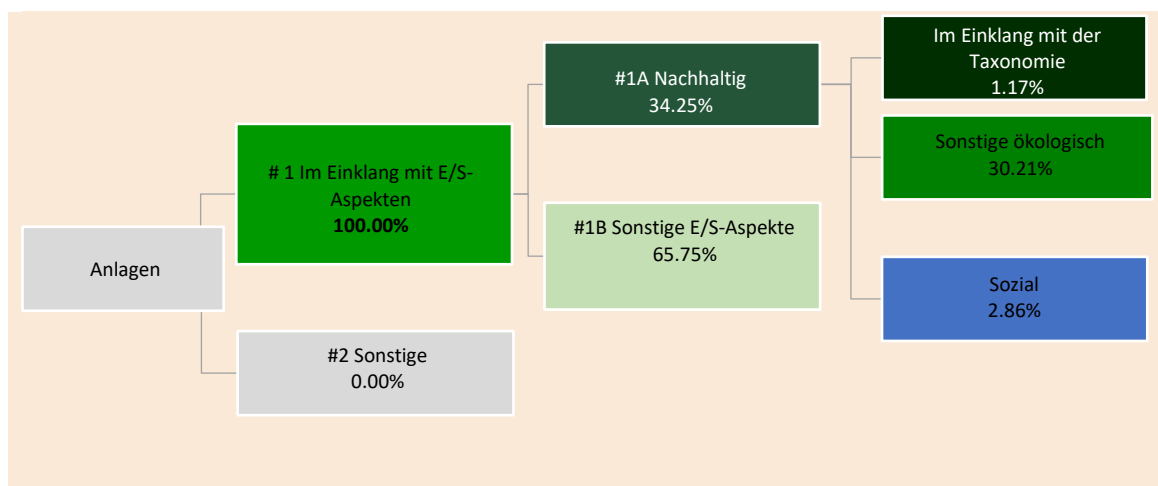 Anlagen
# 1 Im Einklang mit E/S-
Aspekten
100.00%
#2 Sonstige
0.00%
#1A Nachhaltig
34.25%
#1B Sonstige E/S-Aspekte
65.75%
Im Einklang mit der
Taxonomie
1.17%
Sonstige ökologisch
30.21%
Sozial
2.86%